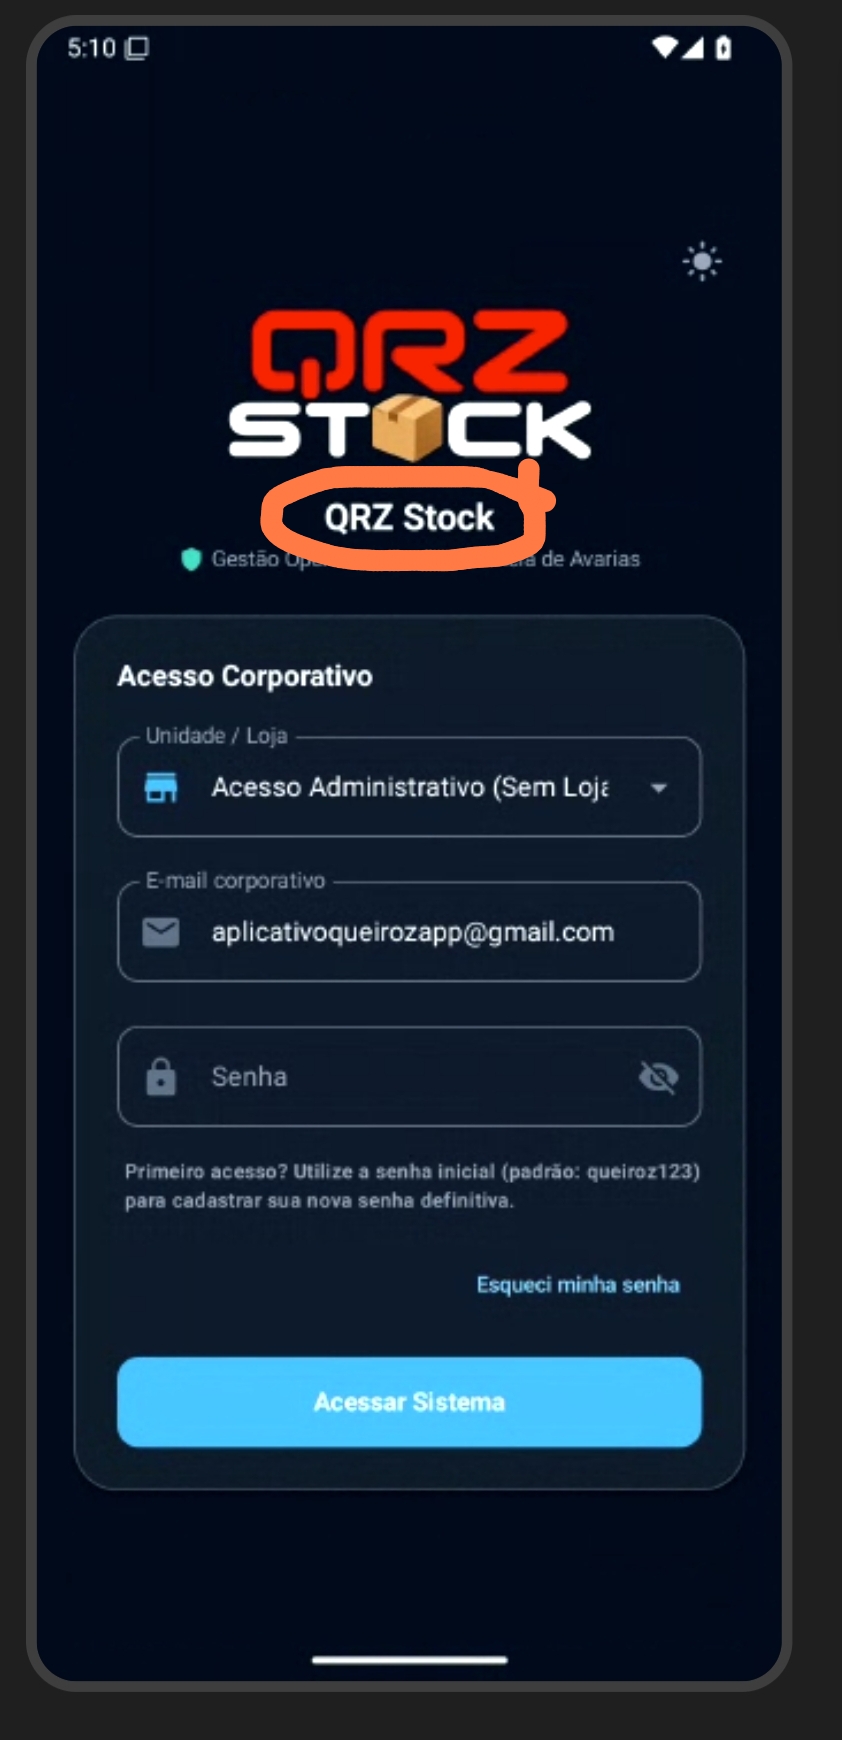 5:10
QRZ
STOCK
QRZ Stock
Gestão de Avarias
Acesso Corporativo
Unidade / Loja
Acesso Administrativo (Sem
E-mail corporativo
aplicativoqueirozapp@gmail.com
Senha
Primeiro acesso? Utilize a senha inicial (padrão: queiroz123)
para cadastrar sua nova senha definitiva.
Esqueci minha senha
Acessar Sistema